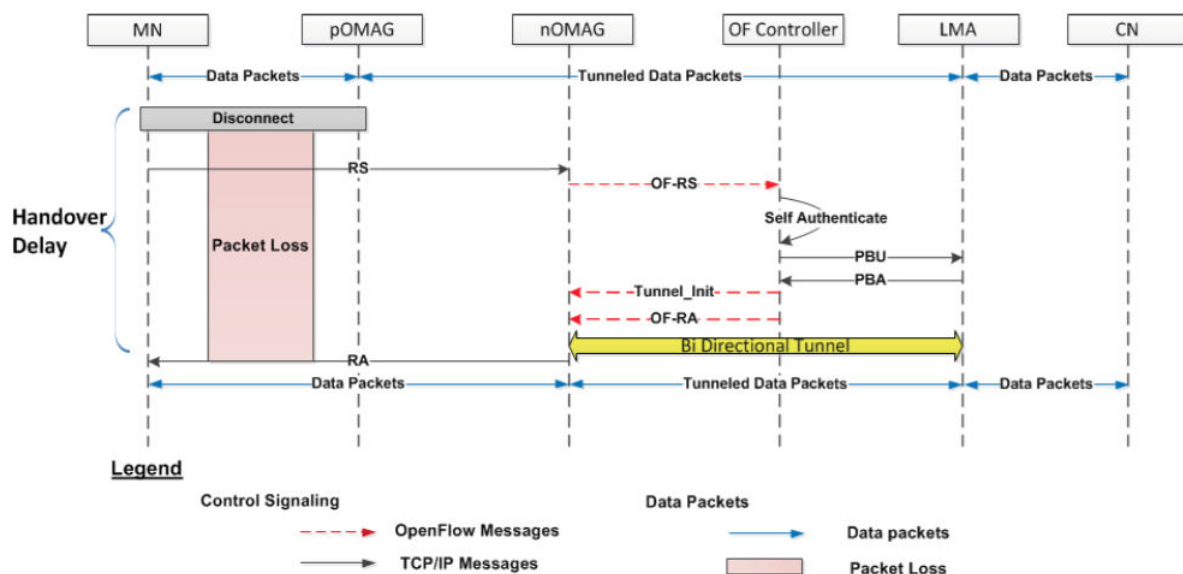 MN pOMAG nOMAG OF Controller LMA CN
Data Packets Tunneled Data Packets Data Packets
Disconnect
RS
OF-RS
Self Authenticate
Handover
Delay
Packet Loss
PBU
PBA
Tunnel_Init
OF-RA
Bi Directional Tunnel
RA
Data Packets Tunneled Data Packets Data Packets
Legend
Control Signaling Data Packets
OpenFlow Messages Data packets
TCP/IP Messages Packet Loss